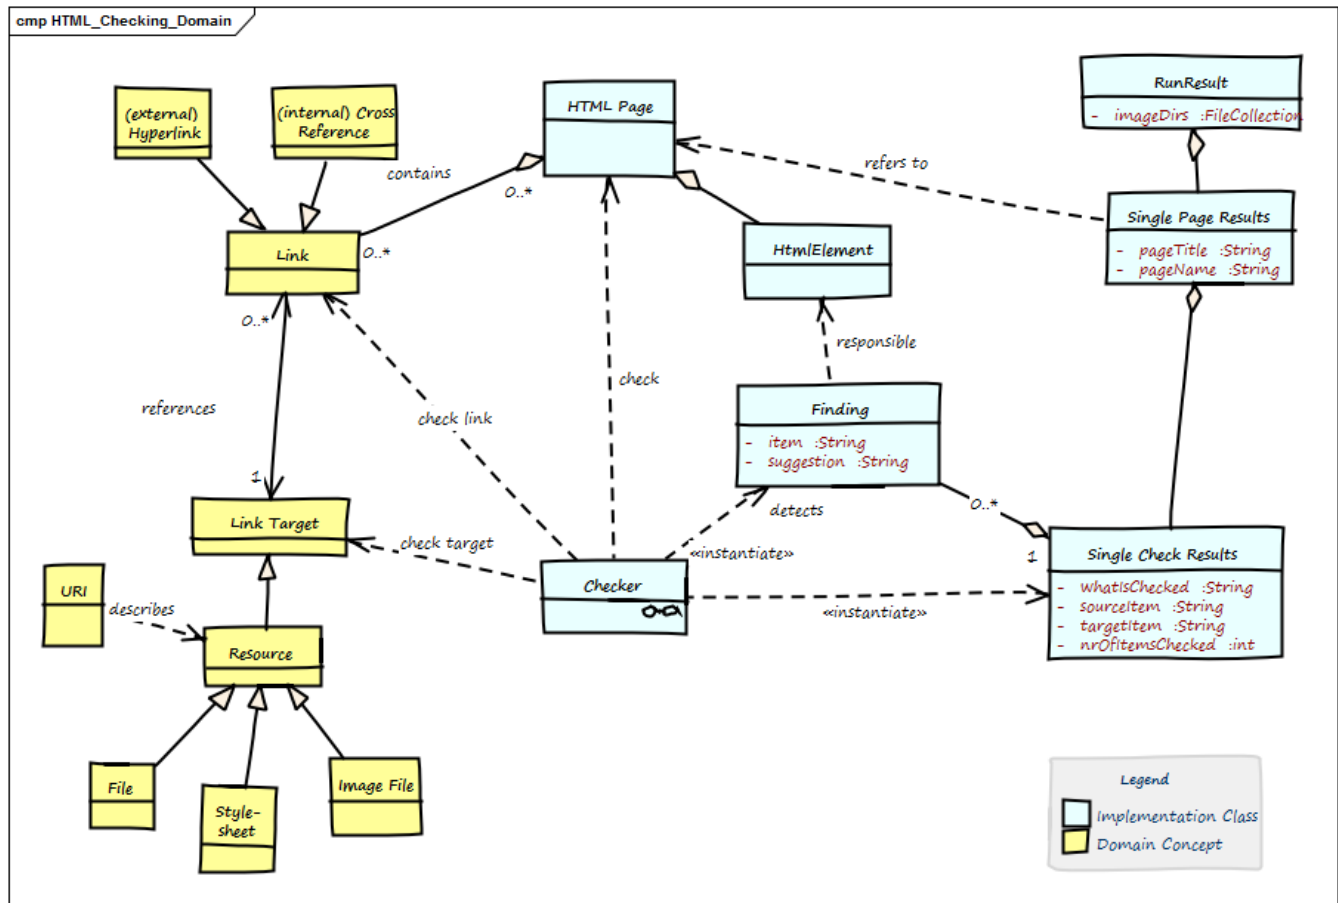 cmp HTML_Checking_Domain
(external)
Hyperlink
(internal) Cross
Reference
contains
0..*
HTML Page
refers to
RunResult
- imageDirs :FileCollection
Single Page Results
- pageTitle :String
- pageName :String
Link
0..*
HtmlElement
0..*
responsible
check
references
check link
Finding
- item :String
- suggestion :String
1
Link Target
check target
detects
«instantiate»
0..*
1
Single Check Results
- whatIsChecked :String
- sourceItem :String
- targetItem :String
- nrOfItemsChecked :int
Checker
«instantiate»
URI
describes
Resource
File
Style-
sheet
Image File
Legend
Implementation Class
Domain Concept